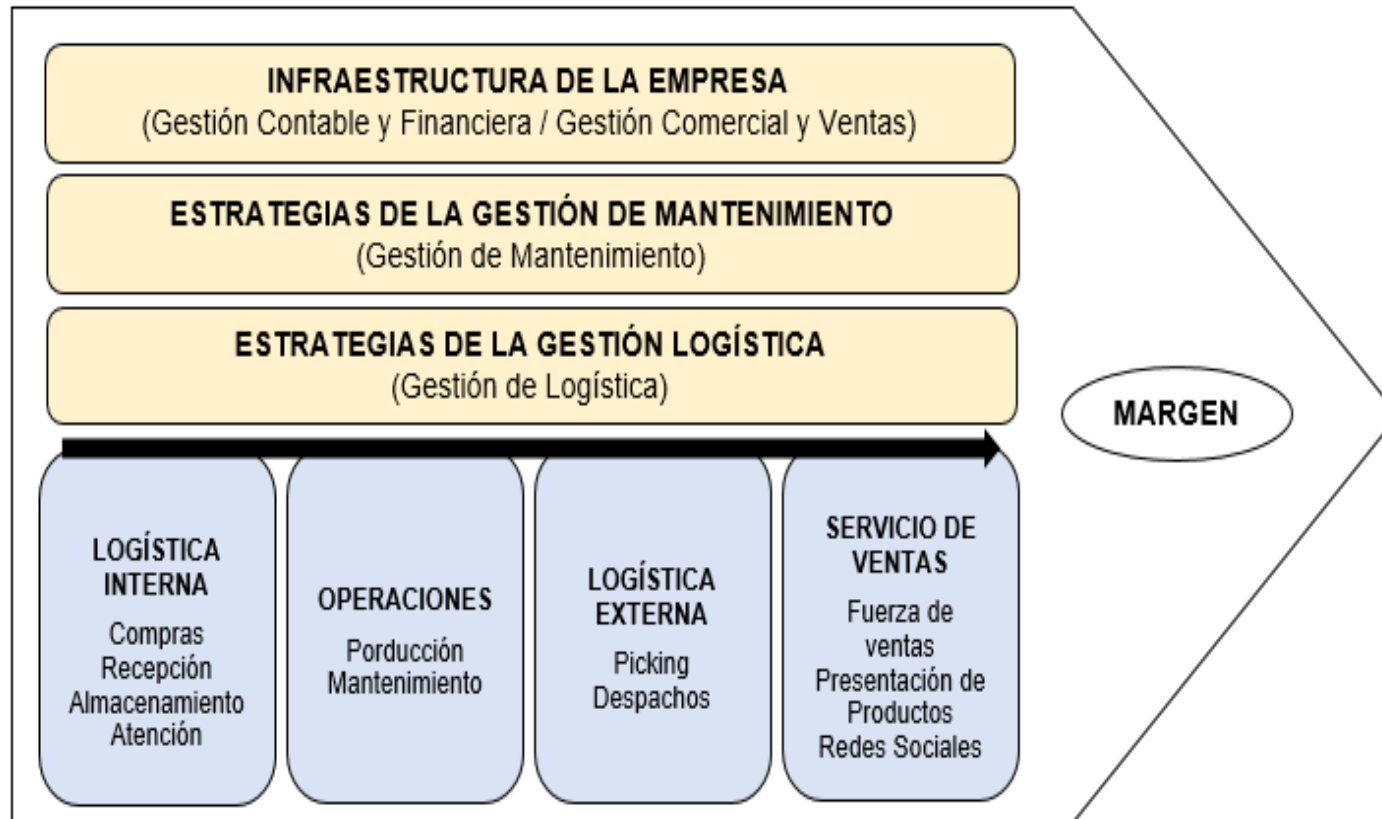 INFRAESTRUCTURA DE LA EMPRESA
(Gestión Contable y Financiera / Gestión Comercial y Ventas)
ESTRATEGIAS DE LA GESTIÓN DE MANTENIMIENTO
(Gestión de Mantenimiento)
ESTRATEGIAS DE LA GESTIÓN LOGÍSTICA
(Gestión de Logística)
MARGEN
LOGÍSTICA
INTERNA
Compras
Recepción
Almacenamiento
Atención
OPERACIONES
Porducción
Mantenimiento
LOGÍSTICA
EXTERNA
Picking
Despachos
SERVICIO DE
VENTAS
Fuerza de
ventas
Presentación de
Productos
Redes Sociales